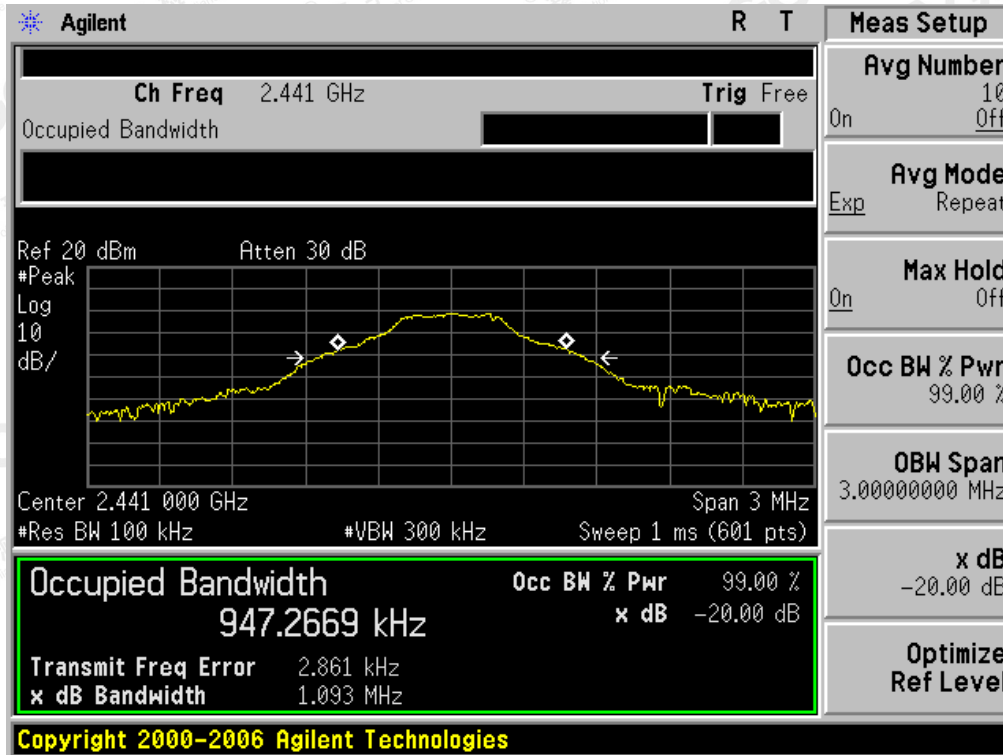 Agilent R T
Ch Freq 2.441 GHz Trig Free
Occupied Bandwidth
Ref 20 dBm Atten 30 dB
#Peak
Log
10
dB/
Center 2.441 000 GHz Span 3 MHz
#Res BW 100 kHz #VBW 300 kHz Sweep 1 ms (601 pts)
Occupied Bandwidth Occ BW % Pwr 99.00 %
947.2669 kHz x dB -20.00 dB
Transmit Freq Error 2.861 kHz
x dB Bandwidth 1.093 MHz
Copyright 2000-2006 Agilent Technologies
Meas Setup
Avg Number
10
On Off
Avg Mode
Exp Repeat
Max Hold
On Off
Occ BW % Pwr
99.00 %
OBW Span
3.00000000 MHz
x dB
-20.00 dB
Optimize
Ref Level